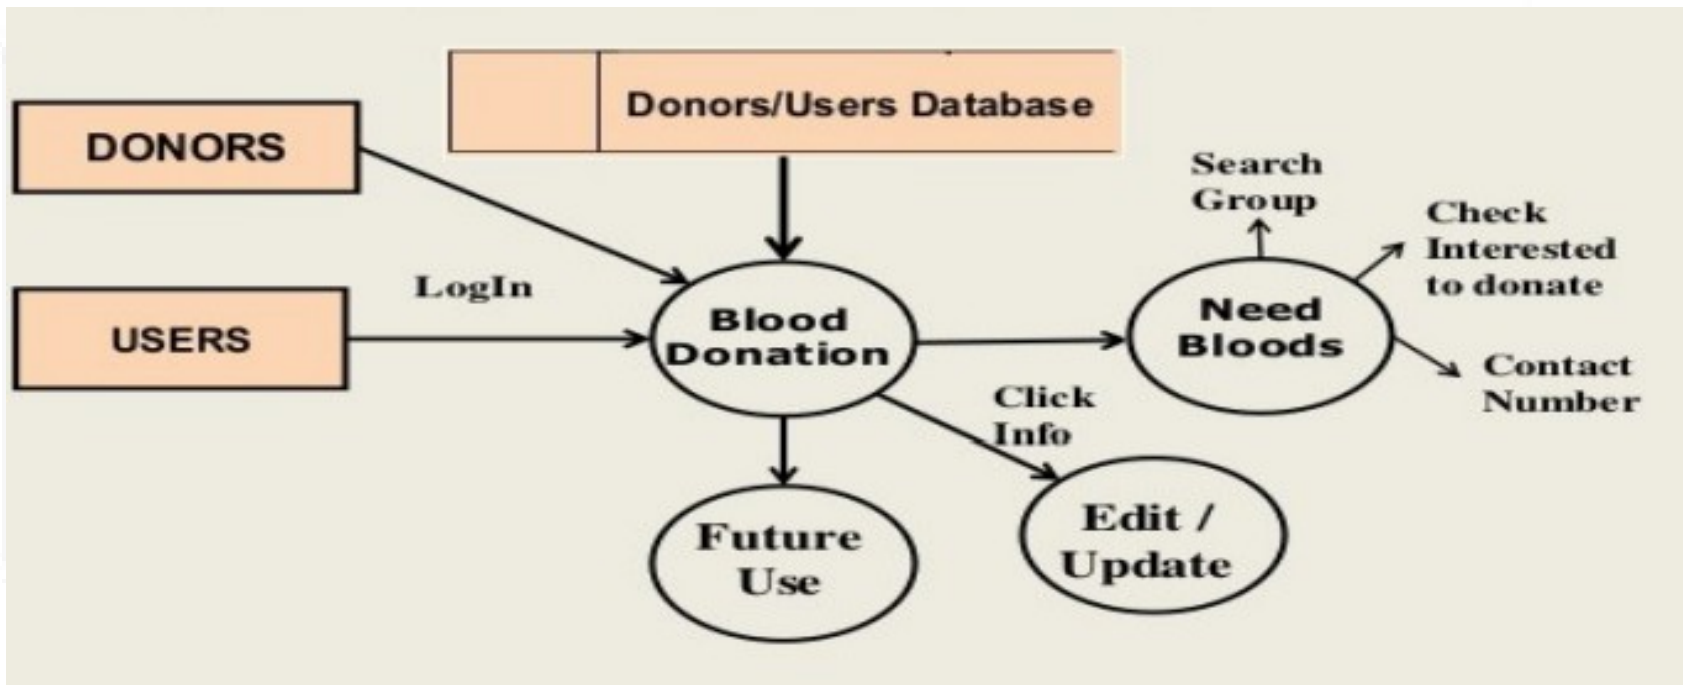 Donors/Users Database
DONORS
Search
Group
Check
Interested
to donate
LogIn
USERS
Blood
Donation
Need
Bloods
Contact
Number
Click
Info
Future
Use
Edit /
Update